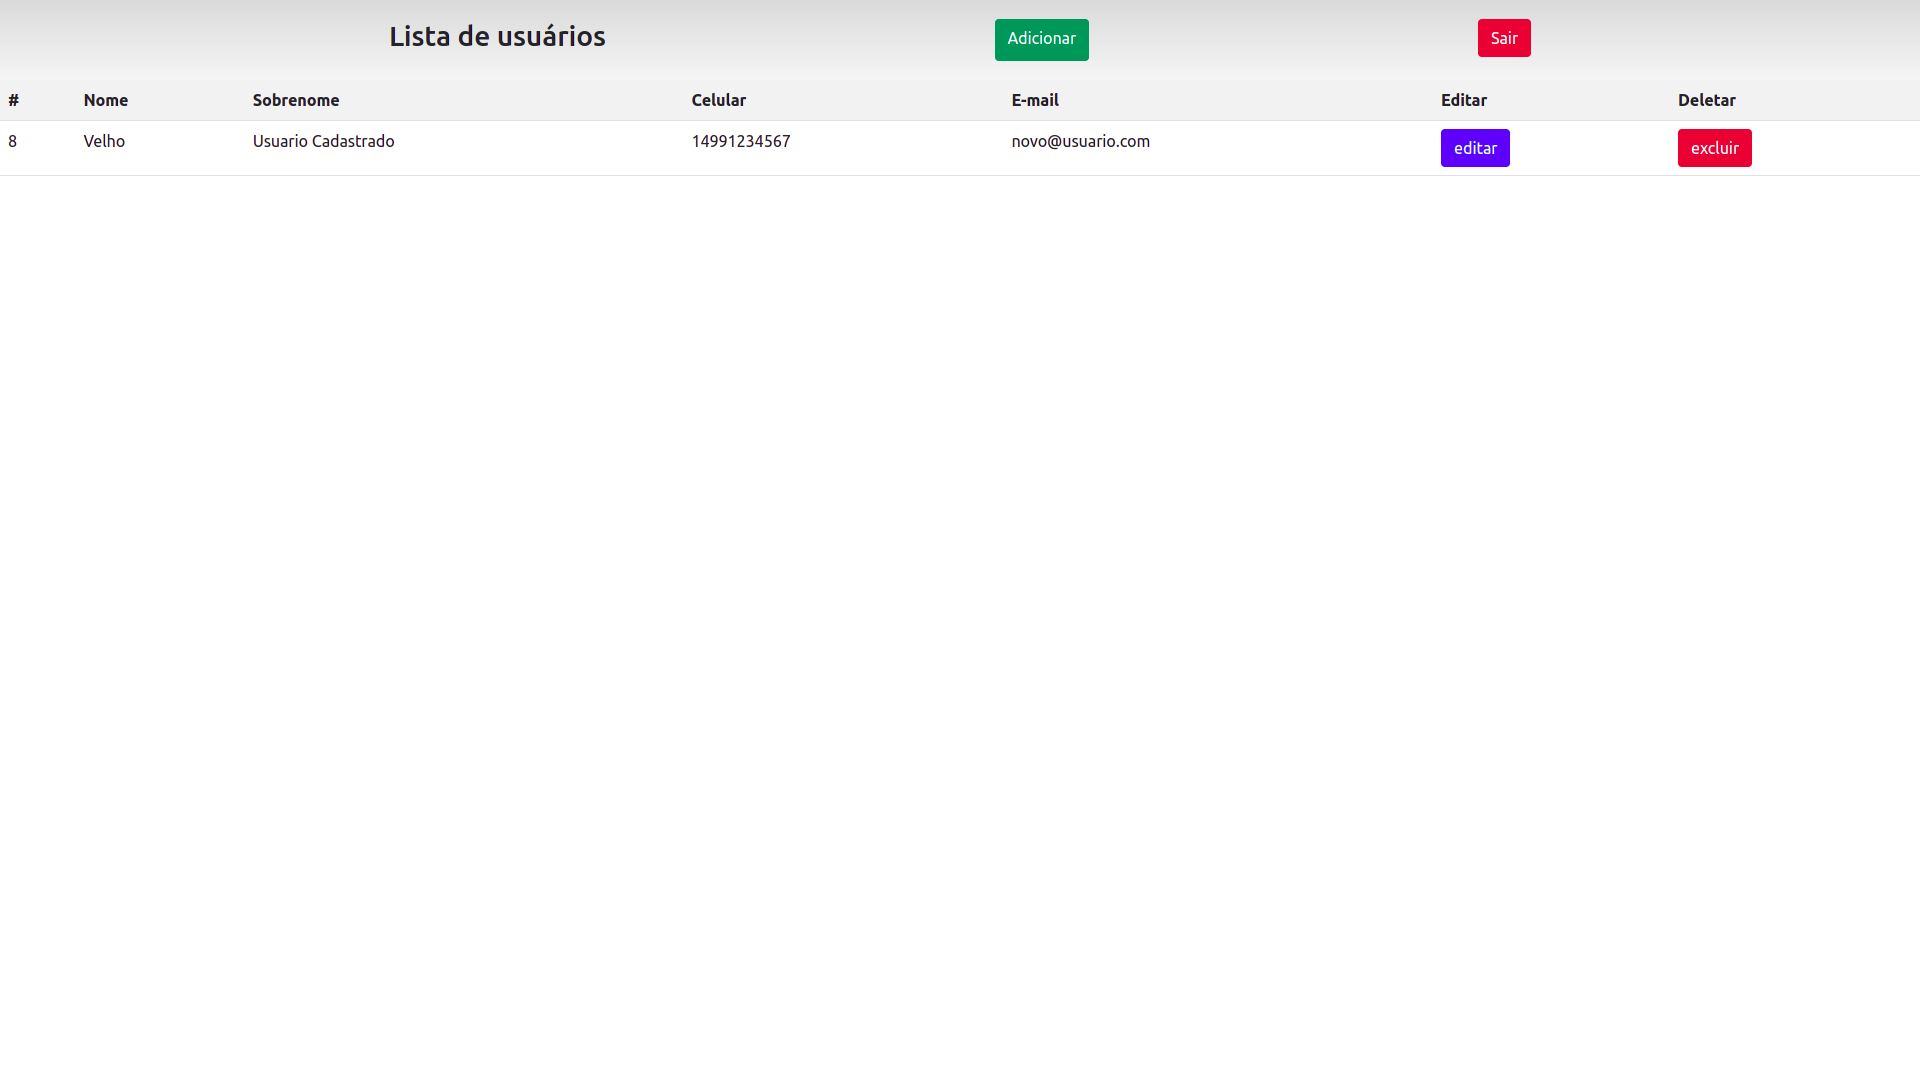 Lista de usuários Adicionar Sair
# Nome Sobrenome Celular E-mail Editar Deletar
8 Velho Usuario Cadastrado 14991234567 novo@usuario.com editar excluir